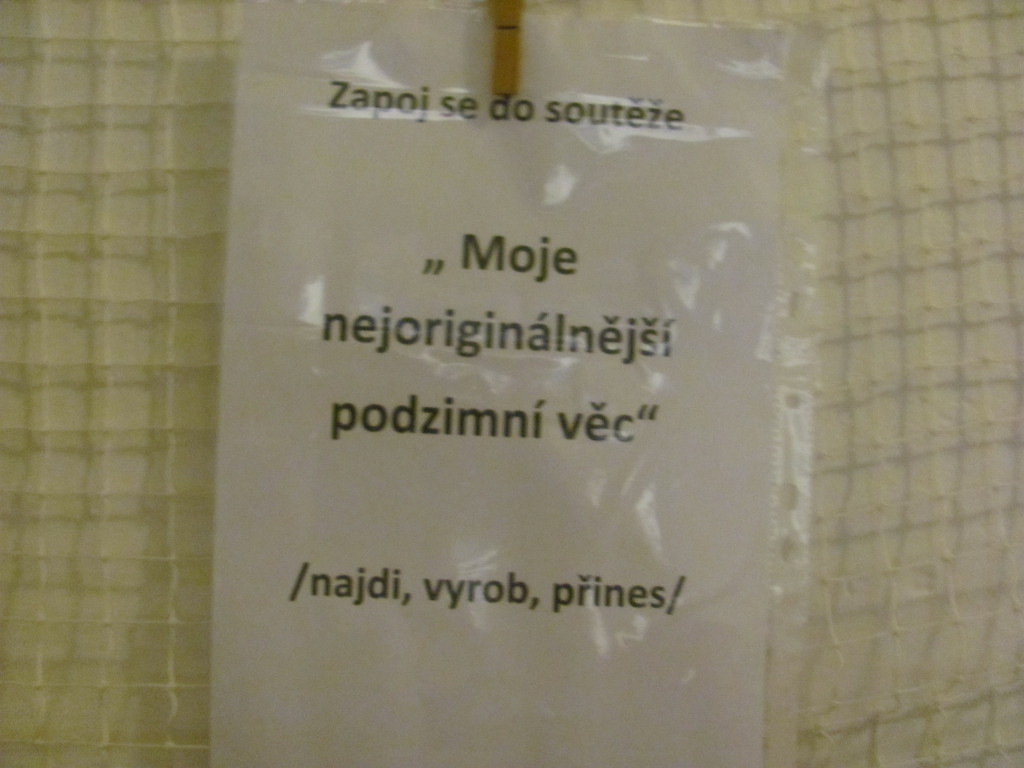 Zapoj se do soutěže
„ Moje
nejoriginálnější
podzimní věc“
/najdi, vyrob, přines/